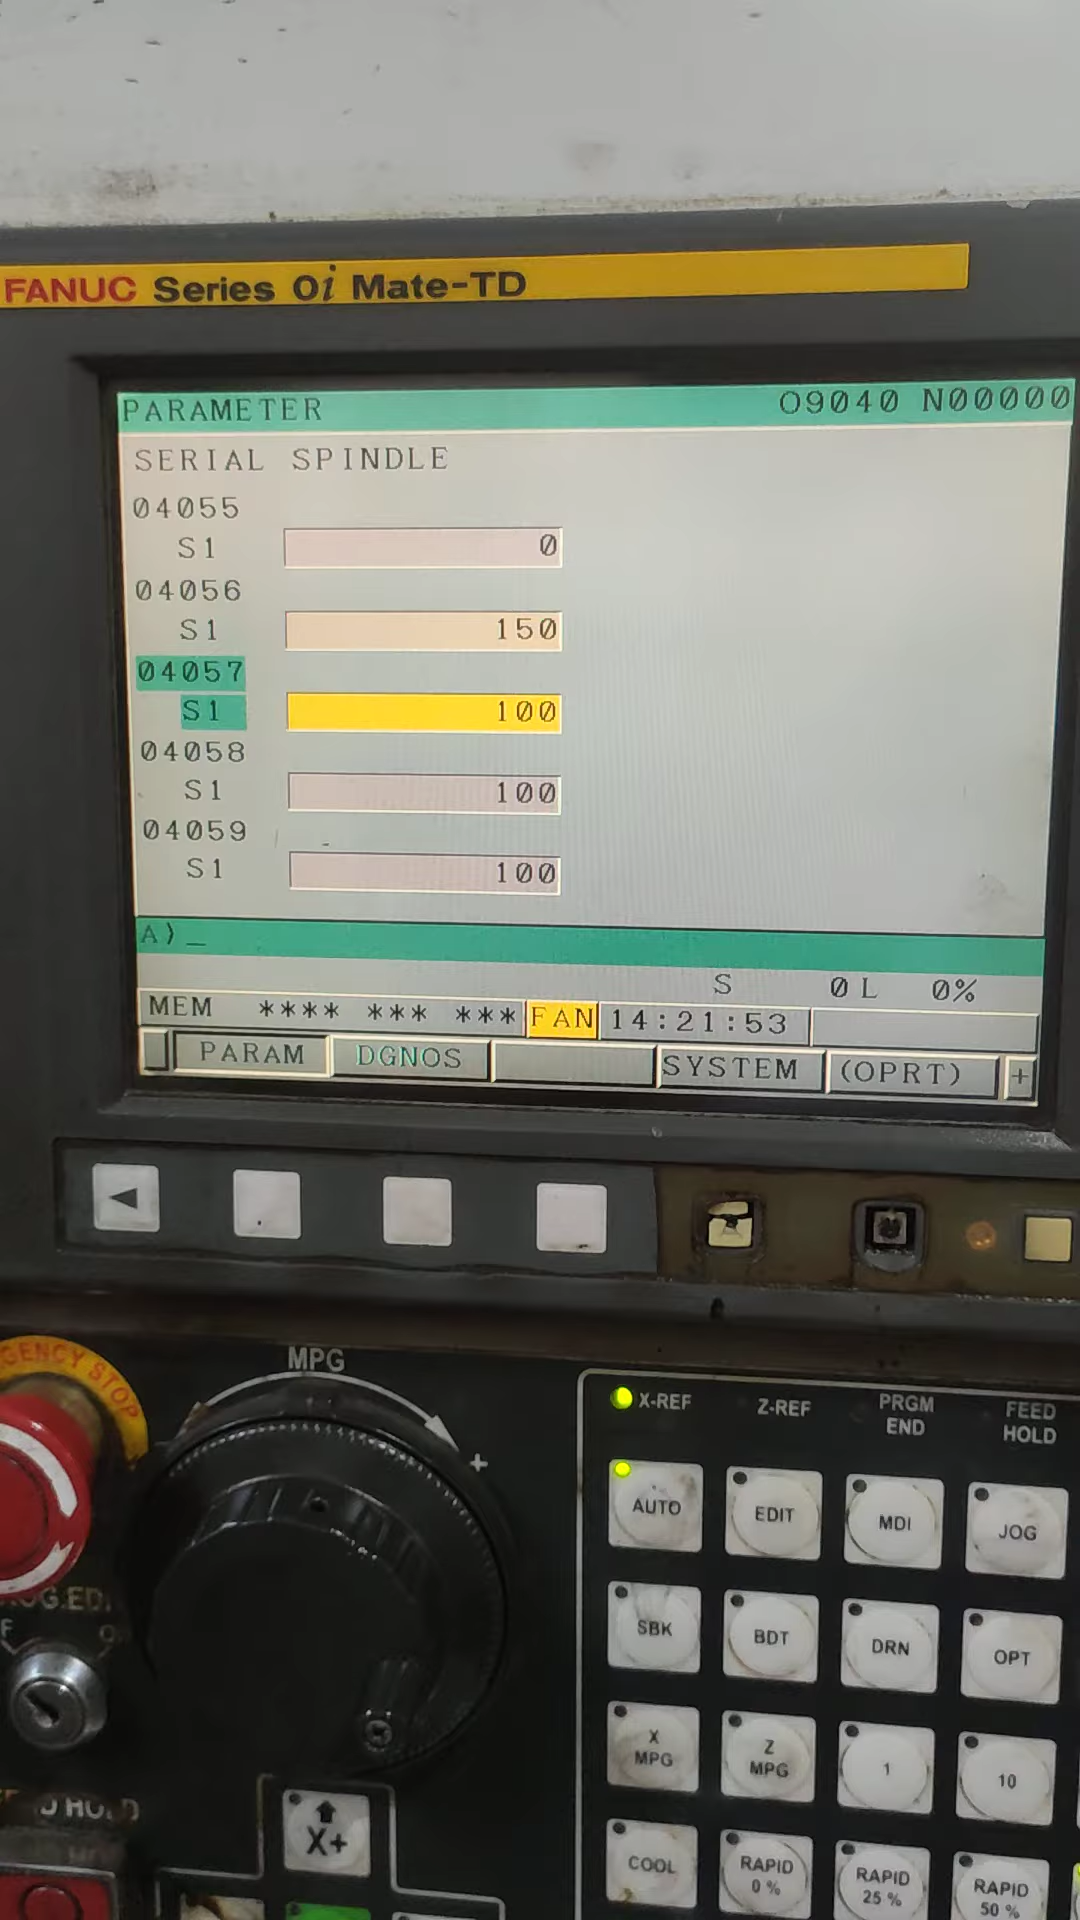 FANUC Series 0i Mate-TD
PARAMETER O9040 N00000
SERIAL SPINDLE
04055
S1 0
04056
S1 150
04057
S1 100
04058
S1 100
04059
S1 100
A)_
S 0 L 0%
MEM **** *** *** FAN 14:21:53
PARAM DGNOS SYSTEM (OPRT) +
GENCY STOP
MPG
+
X-REF Z-REF PRGM END FEED HOLD
AUTO EDIT MDI JOG
SBK BDT DRN OPT
X MPG Z MPG 1 10
X+
COOL RAPID 0 % RAPID 25 % RAPID 50 %